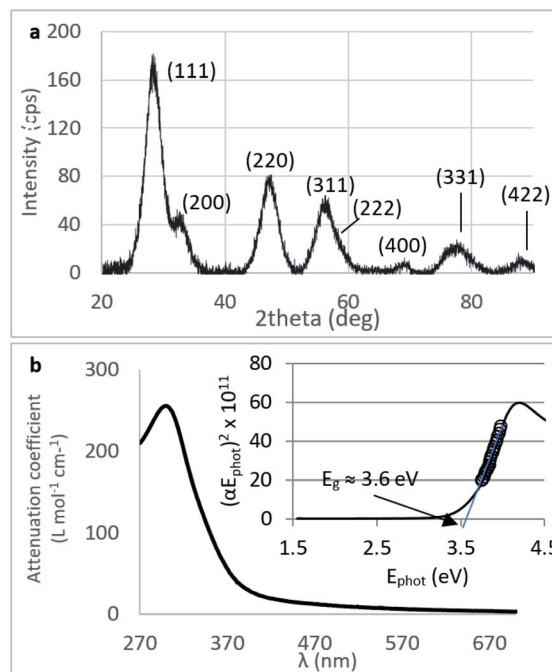 a
200
160
120
80
40
0
Intensity (cps)
(111)
(200)
(220)
(311)
(222)
(400)
(331)
(422)
20 40 60 80
2theta (deg)
b
300
200
100
0
Attenuation coefficient
(L mol-1 cm-1)
270 370 470 570 670
λ (nm)
80
60
40
20
0
(αEphot)2 x 1011
Eg ≈ 3.6 eV
1.5 2.5 3.5 4.5
Ephot (eV)